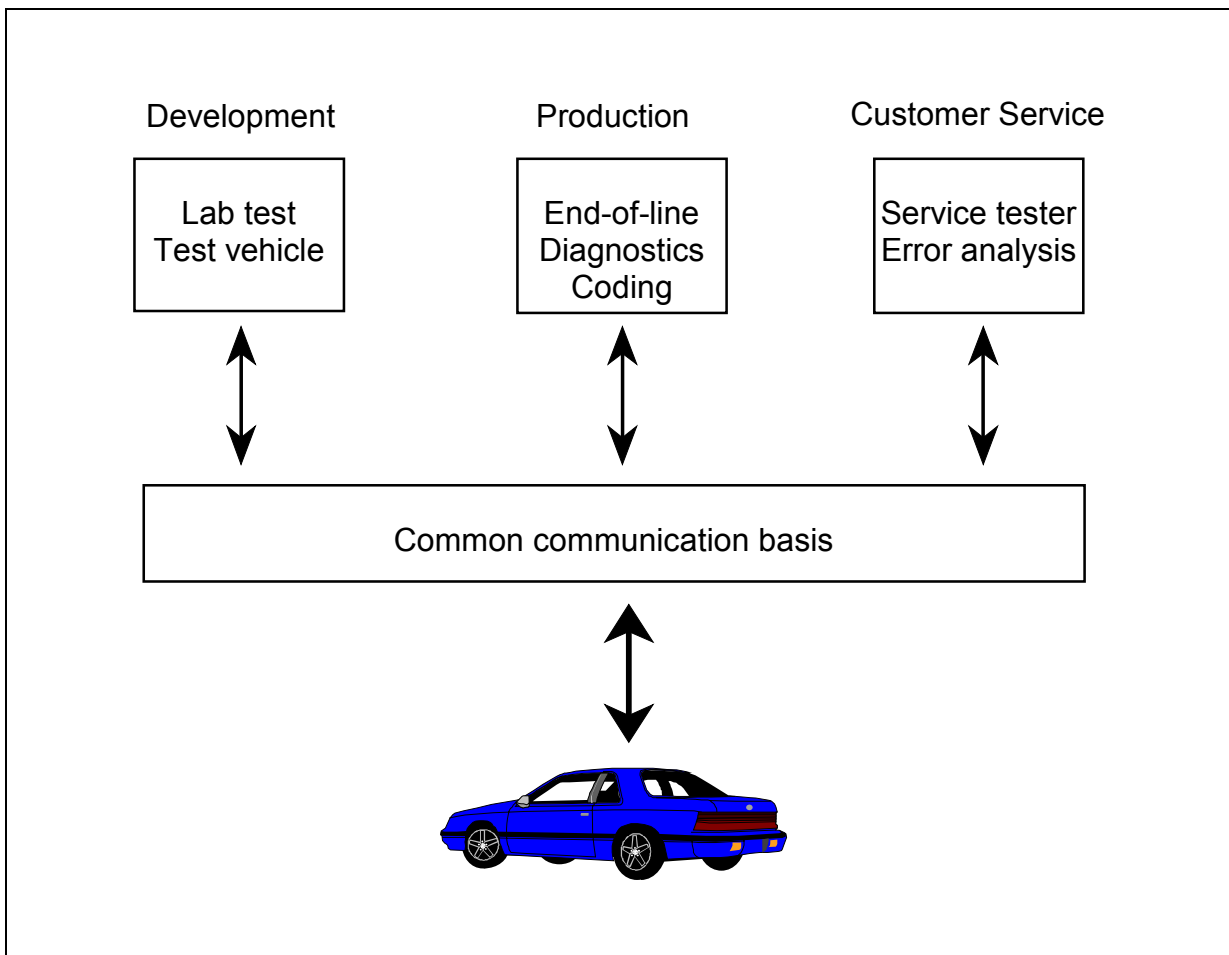 Development
Production
Customer Service
Lab test
Test vehicle
End-of-line
Diagnostics
Coding
Service tester
Error analysis
Common communication basis